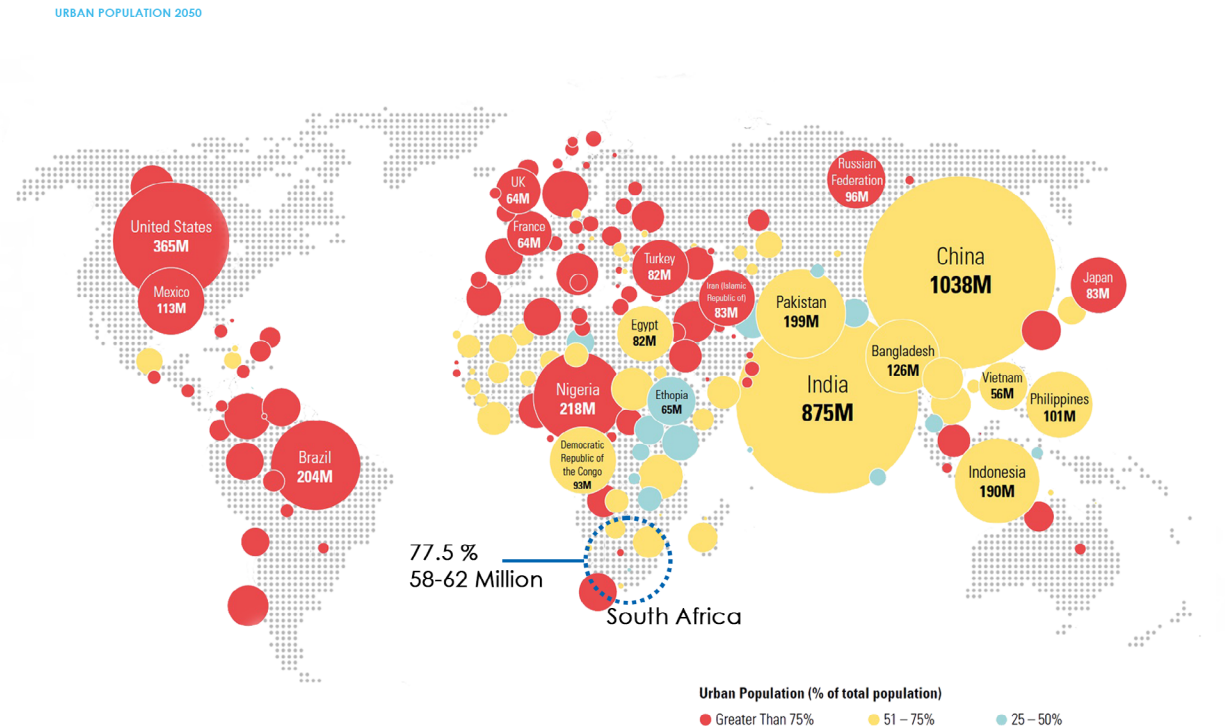 URBAN POPULATION 2050
United States
365M
Mexico
113M
Brazil
204M
UK
64M
France
64M
Turkey
82M
Iran (Islamic
Republic of)
83M
Egypt
82M
Nigeria
218M
Ethopia
65M
Democratic
Republic of
the Congo
93M
Russian
Federation
96M
China
1038M
Japan
83M
Pakistan
199M
Bangladesh
126M
India
875M
Vietnam
56M
Philippines
101M
Indonesia
190M
77.5 %
58-62 Million
South Africa
Urban Population (% of total population)
Greater Than 75%
51 – 75%
25 – 50%